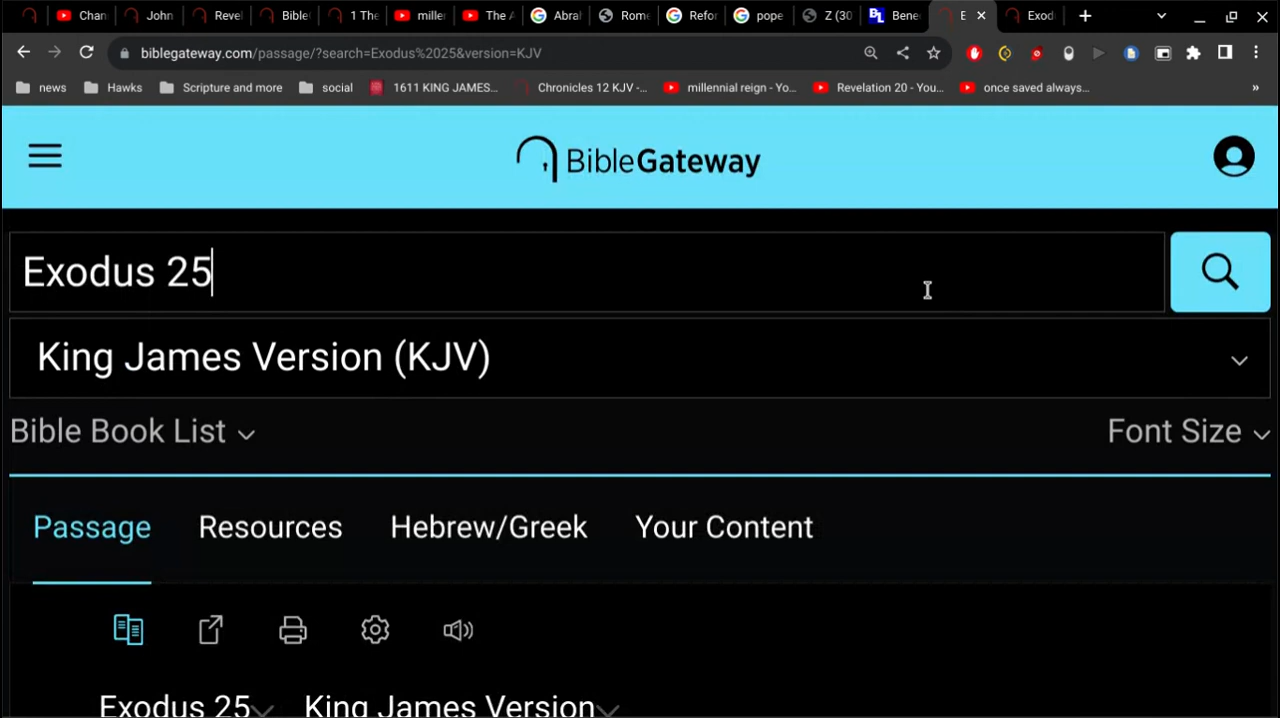 Chan
John
Reve
Bible
1 The
mille
The A
Abra
Rome
Refor
pope
Z (30
BL
Bene
E
Exod
biblegateway.com/passage/?search=Exodus%2025&version=KJV
news
Hawks
Scripture and more
social
1611 KING JAMES...
Chronicles 12 KJV -...
millennial reign - Yo...
Revelation 20 - You...
once saved always...
»
BibleGateway
Exodus 25
King James Version (KJV)
Bible Book List
Font Size
Passage
Resources
Hebrew/Greek
Your Content
Exodus 25
King James Version